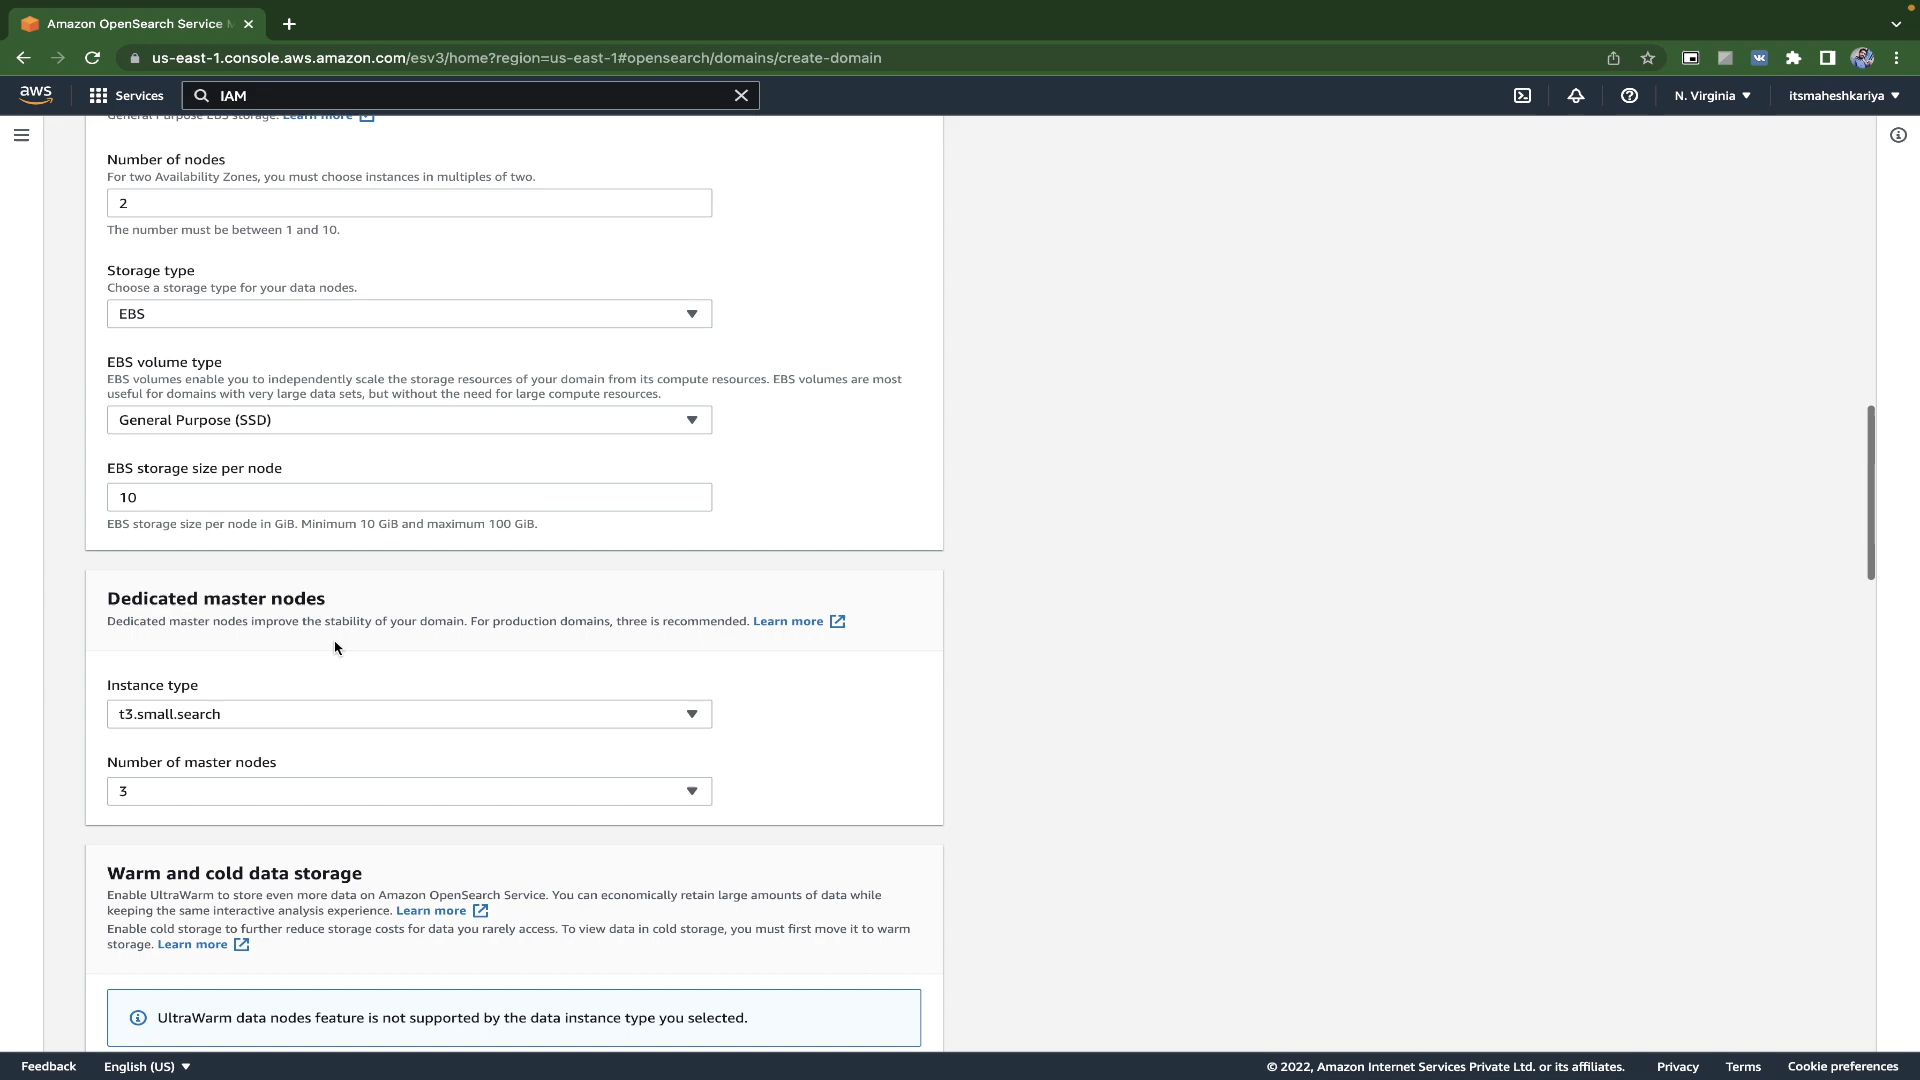 Amazon OpenSearch Service
us-east-1.console.aws.amazon.com/esv3/home?region=us-east-1#opensearch/domains/create-domain
aws
Services
IAM
N. Virginia
itsmaheshkariya
General Purpose EBS storage. Learn more
Number of nodes
For two Availability Zones, you must choose instances in multiples of two.
2
The number must be between 1 and 10.
Storage type
Choose a storage type for your data nodes.
EBS
EBS volume type
EBS volumes enable you to independently scale the storage resources of your domain from its compute resources. EBS volumes are most
useful for domains with very large data sets, but without the need for large compute resources.
General Purpose (SSD)
EBS storage size per node
10
EBS storage size per node in GiB. Minimum 10 GiB and maximum 100 GiB.
Dedicated master nodes
Dedicated master nodes improve the stability of your domain. For production domains, three is recommended. Learn more
Instance type
t3.small.search
Number of master nodes
3
Warm and cold data storage
Enable UltraWarm to store even more data on Amazon OpenSearch Service. You can economically retain large amounts of data while
keeping the same interactive analysis experience. Learn more
Enable cold storage to further reduce storage costs for data you rarely access. To view data in cold storage, you must first move it to warm
storage. Learn more
UltraWarm data nodes feature is not supported by the data instance type you selected.
Feedback
English (US)
© 2022, Amazon Internet Services Private Ltd. or its affiliates.
Privacy
Terms
Cookie preferences